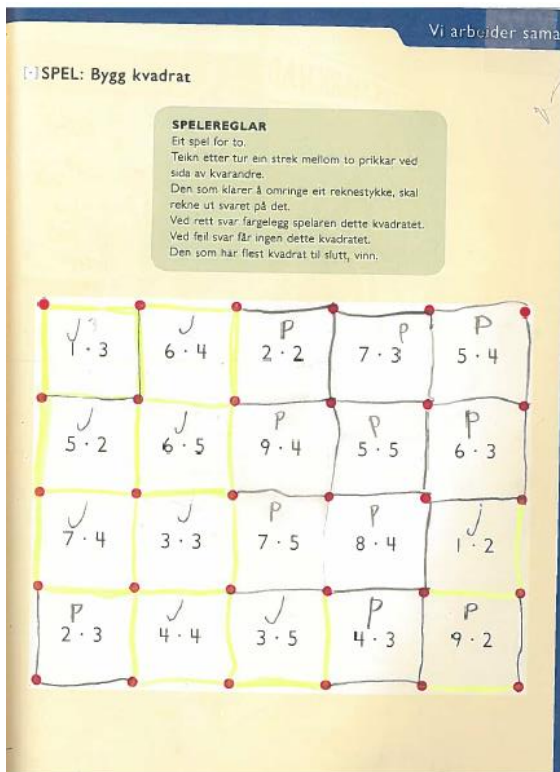 Vi arbeider sama
[·] SPEL: Bygg kvadrat
SPELEREGLAR
Eit spel for to.
Teikn etter tur ein strek mellom to prikkar ved
sida av kvarandre.
Den som klarer å omringe eit reknestykke, skal
rekne ut svaret på det.
Ved rett svar fargelegg spelaren dette kvadratet.
Ved feil svar får ingen dette kvadratet.
Den som har flest kvadrat til slutt, vinn.
J J P P P
1 · 3 6 · 4 2 · 2 7 · 3 5 · 4
J J P P P
5 · 2 6 · 5 9 · 4 5 · 5 6 · 3
J J P P J
7 · 4 3 · 3 7 · 5 8 · 4 1 · 2
P J J P P
2 · 3 4 · 4 3 · 5 4 · 3 9 · 2